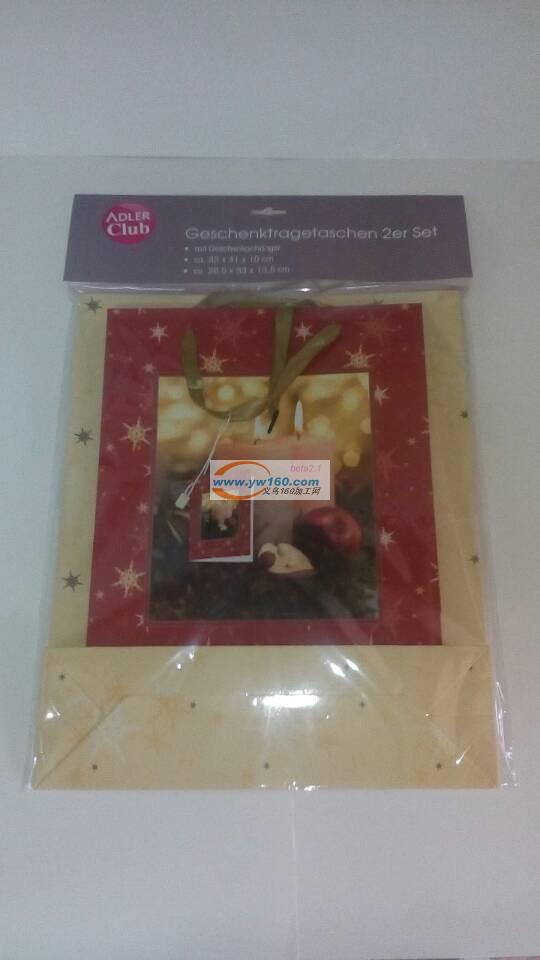 ADLER
Club
Geschenktragetaschen 2er Set
• mit Geschenkanhänger
• ca. 33 x 41 x 10 cm
• ca. 26,5 x 33 x 13,5 cm
beta2.1
www.yw160.com
义乌160加工网